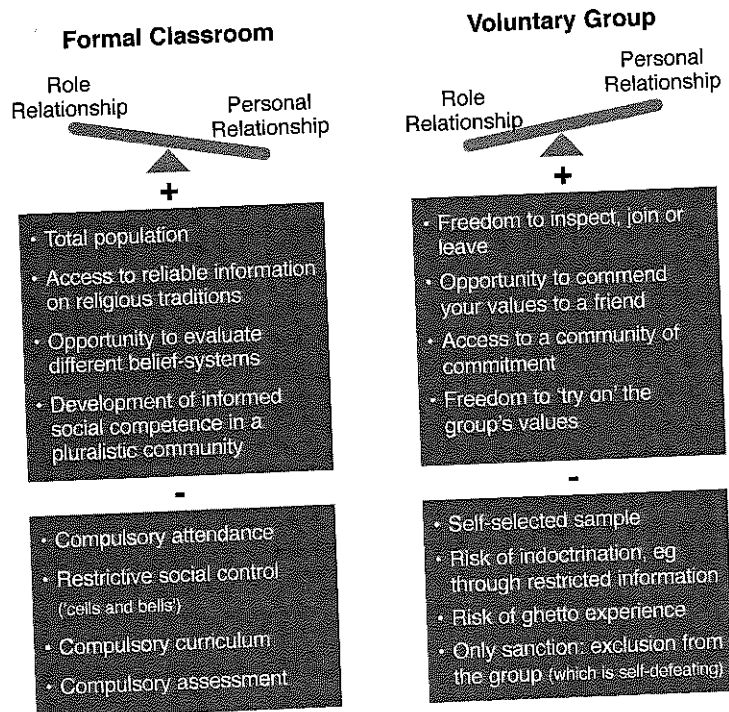 Formal Classroom
Role
Relationship
Personal
Relationship
+
• Total population
• Access to reliable information
on religious traditions
• Opportunity to evaluate
different belief-systems
• Development of informed
social competence in a
pluralistic community
-
• Compulsory attendance
• Restrictive social control
('cells and bells')
• Compulsory curriculum
• Compulsory assessment
Voluntary Group
Role
Relationship
Personal
Relationship
+
• Freedom to inspect, join or
leave
• Opportunity to commend
your values to a friend
• Access to a community of
commitment
• Freedom to 'try on' the
group's values
-
• Self-selected sample
• Risk of indoctrination, eg
through restricted information
• Risk of ghetto experience
• Only sanction: exclusion from
the group (which is self-defeating)